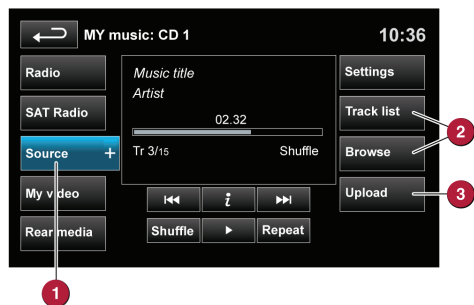 MY music: CD 1
10:36
Radio
SAT Radio
Source +
My video
Rear media
Music title
Artist
02.32
Tr 3/15
Shuffle
i
Shuffle
Repeat
Settings
Track list
Browse
Upload
1
2
3